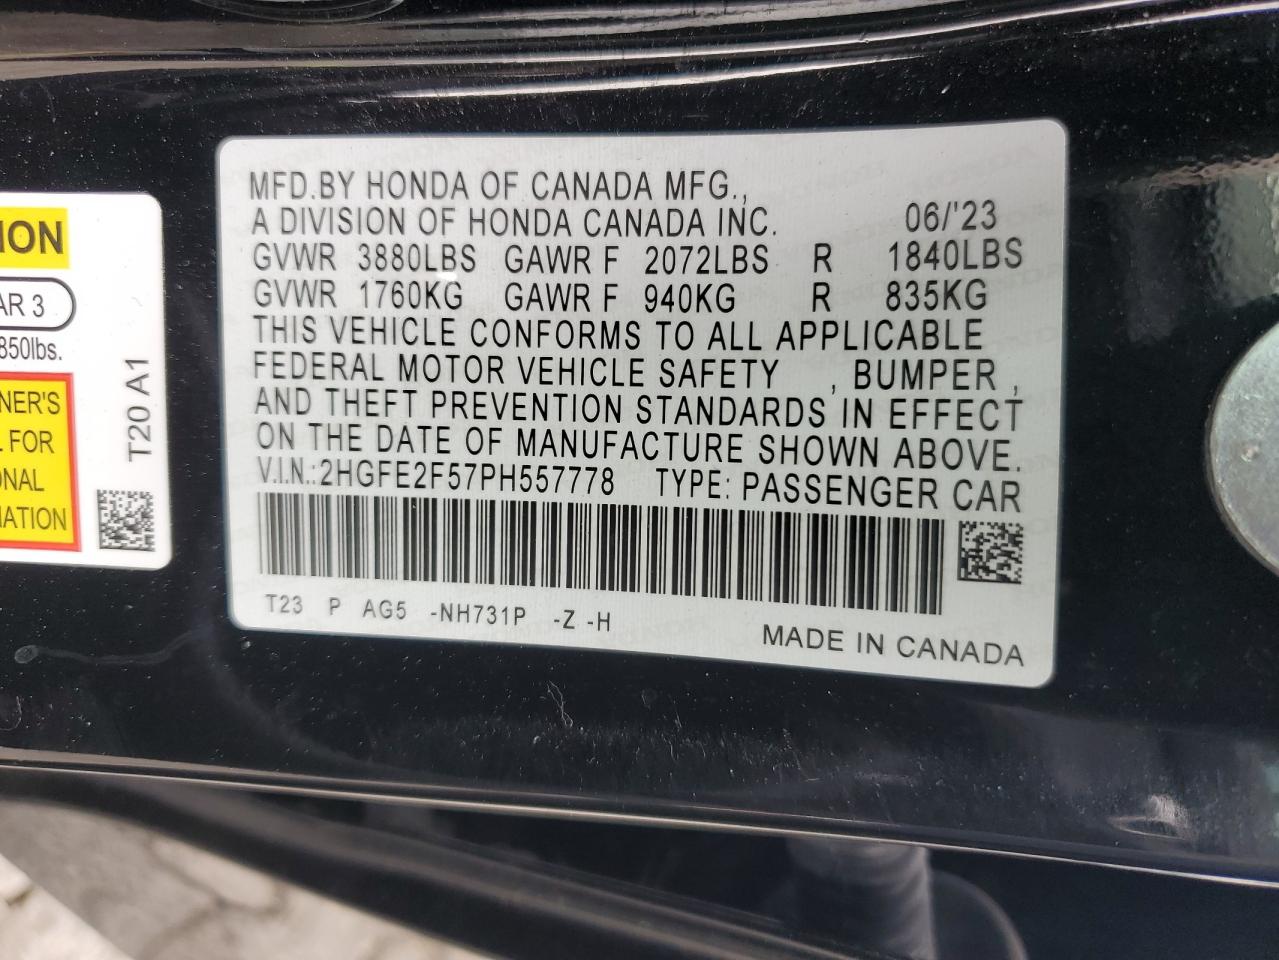 MFD.BY HONDA OF CANADA MFG.,
A DIVISION OF HONDA CANADA INC. 06/'23
GVWR 3880LBS GAWR F 2072LBS R 1840LBS
GVWR 1760KG GAWR F 940KG R 835KG
THIS VEHICLE CONFORMS TO ALL APPLICABLE
FEDERAL MOTOR VEHICLE SAFETY , BUMPER ,
AND THEFT PREVENTION STANDARDS IN EFFECT
ON THE DATE OF MANUFACTURE SHOWN ABOVE.
V.I.N.:2HGFE2F57PH557778 TYPE: PASSENGER CAR
T23 P AG5 -NH731P -Z -H
MADE IN CANADA
ION
AR 3
850lbs.
NER'S
FOR
ONAL
MATION
T20 A1